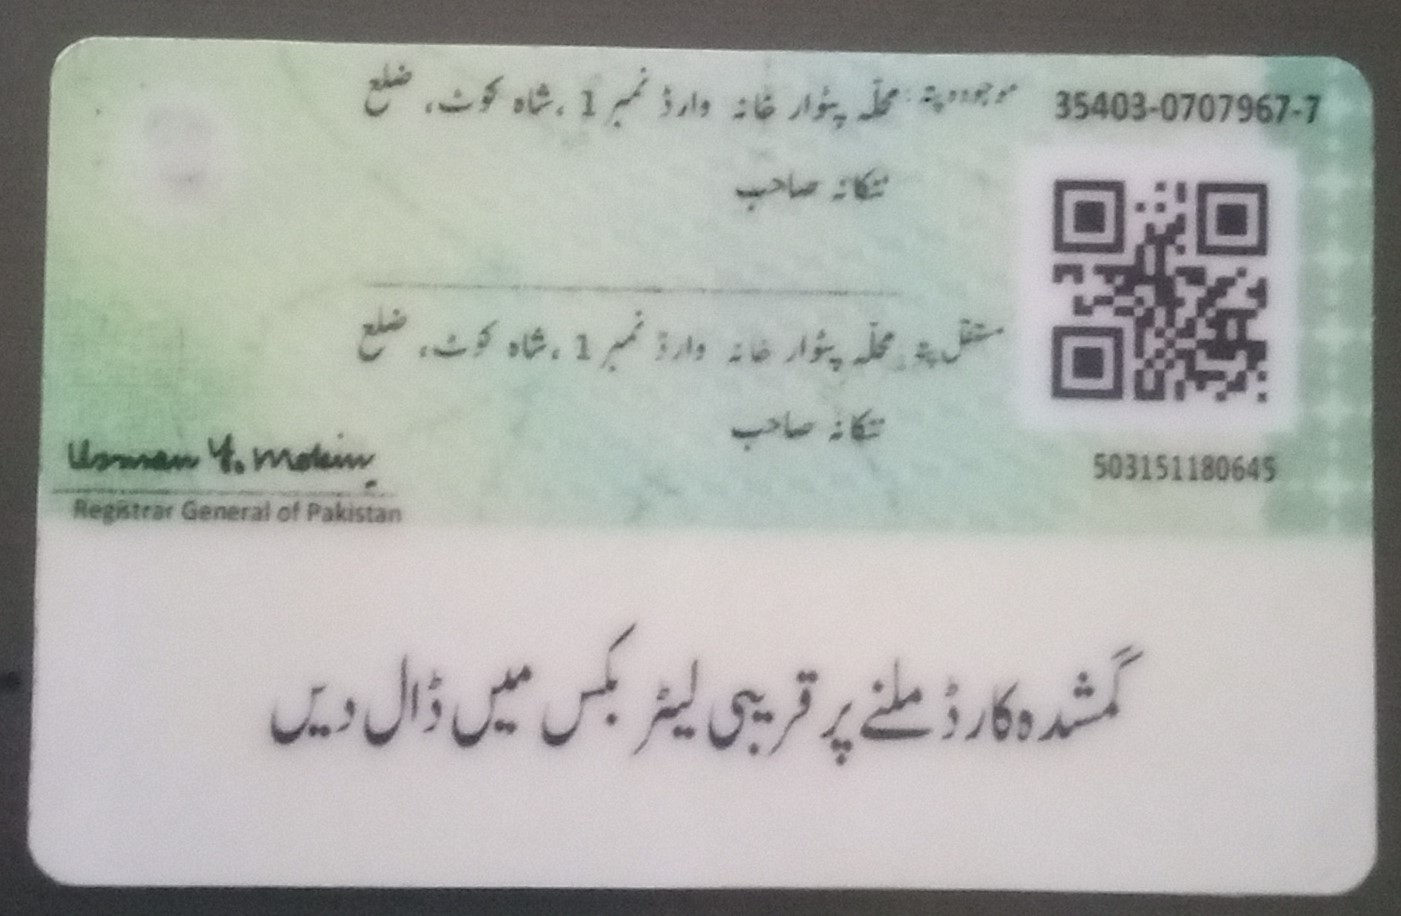 35403-0707967-7
موجودہ پتہ: محلّہ پٹوار خانہ وارڈ نمبر 1، شاہ کوٹ، ضلع
ننکانہ صاحب
مستقل پتہ: محلّہ پٹوار خانہ وارڈ نمبر 1، شاہ کوٹ، ضلع
ننکانہ صاحب
503151180645
Usman Y. Mobin
Registrar General of Pakistan
گمشدہ کارڈ ملنے پر قریبی لیٹر بکس میں ڈال دیں